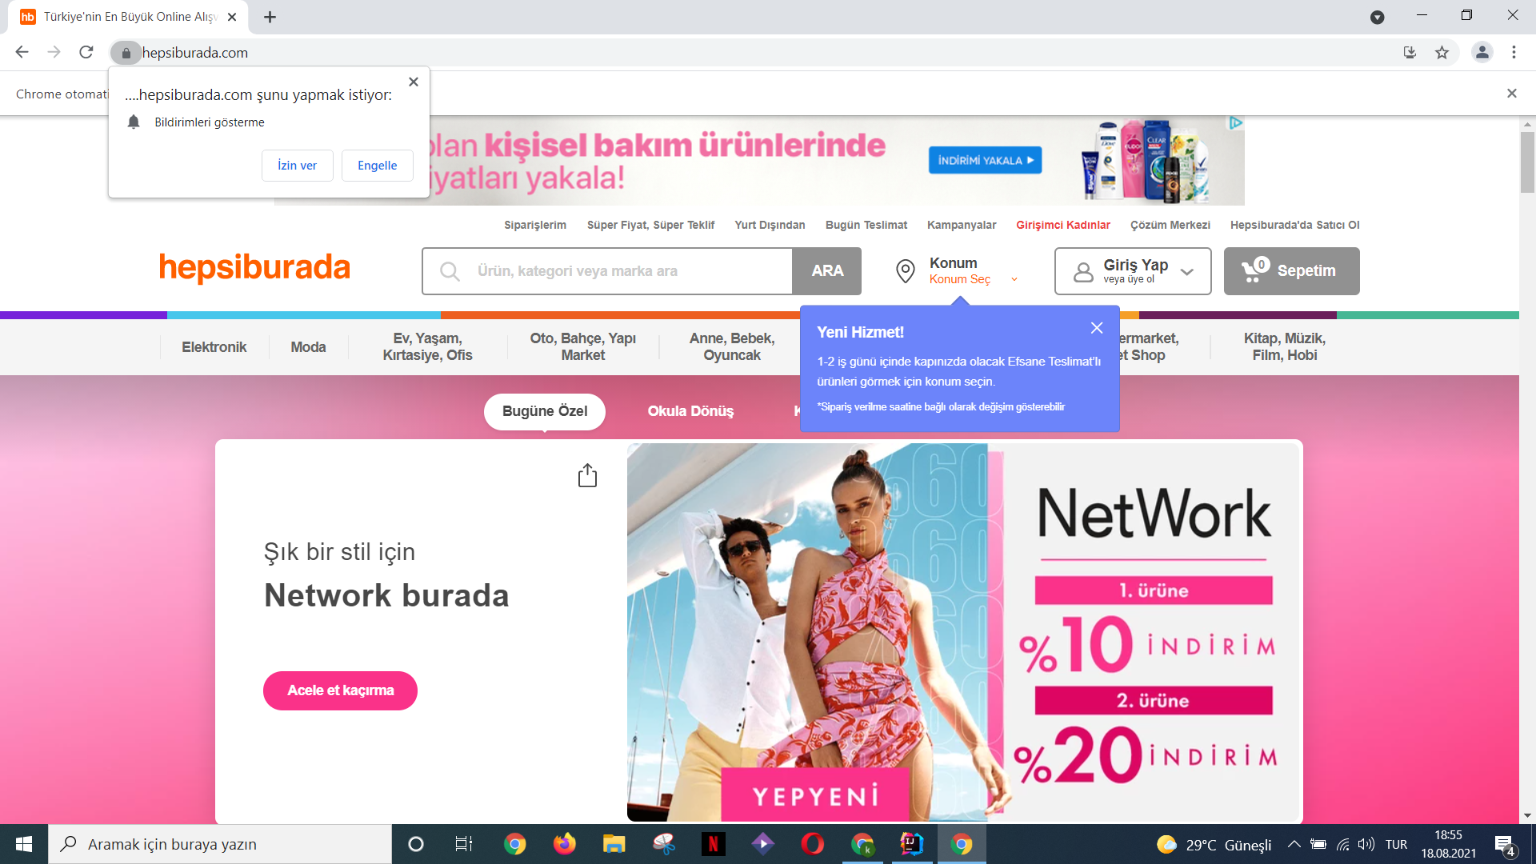 Türkiye'nin En Büyük Online Alışv
hepsiburada.com
Chrome otomati
....hepsiburada.com şunu yapmak istiyor:
Bildirimleri gösterme
İzin ver
Engelle
olan kişisel bakım ürünlerinde
iyatları yakala!
İNDİRİMİ YAKALA
Siparişlerim
Süper Fiyat, Süper Teklif
Yurt Dışından
Bugün Teslimat
Kampanyalar
Girişimci Kadınlar
Çözüm Merkezi
Hepsiburada'da Satıcı Ol
hepsiburada
Ürün, kategori veya marka ara
ARA
Konum
Konum Seç
Giriş Yap
veya üye ol
0
Sepetim
Elektronik
Moda
Ev, Yaşam,
Kırtasiye, Ofis
Oto, Bahçe, Yapı
Market
Anne, Bebek,
Oyuncak
ermarket,
et Shop
Kitap, Müzik,
Film, Hobi
Yeni Hizmet!
1-2 iş günü içinde kapınızda olacak Efsane Teslimat'lı
ürünleri görmek için konum seçin.
*Sipariş verilme saatine bağlı olarak değişim gösterebilir
Bugüne Özel
Okula Dönüş
K
Şık bir stil için
Network burada
Acele et kaçırma
%60
YEPYENİ
NetWork
1. ürüne
%10 İNDİRİM
2. ürüne
%20 İNDİRİM
Aramak için buraya yazın
29°C Güneşli
TUR
18:55
18.08.2021
4